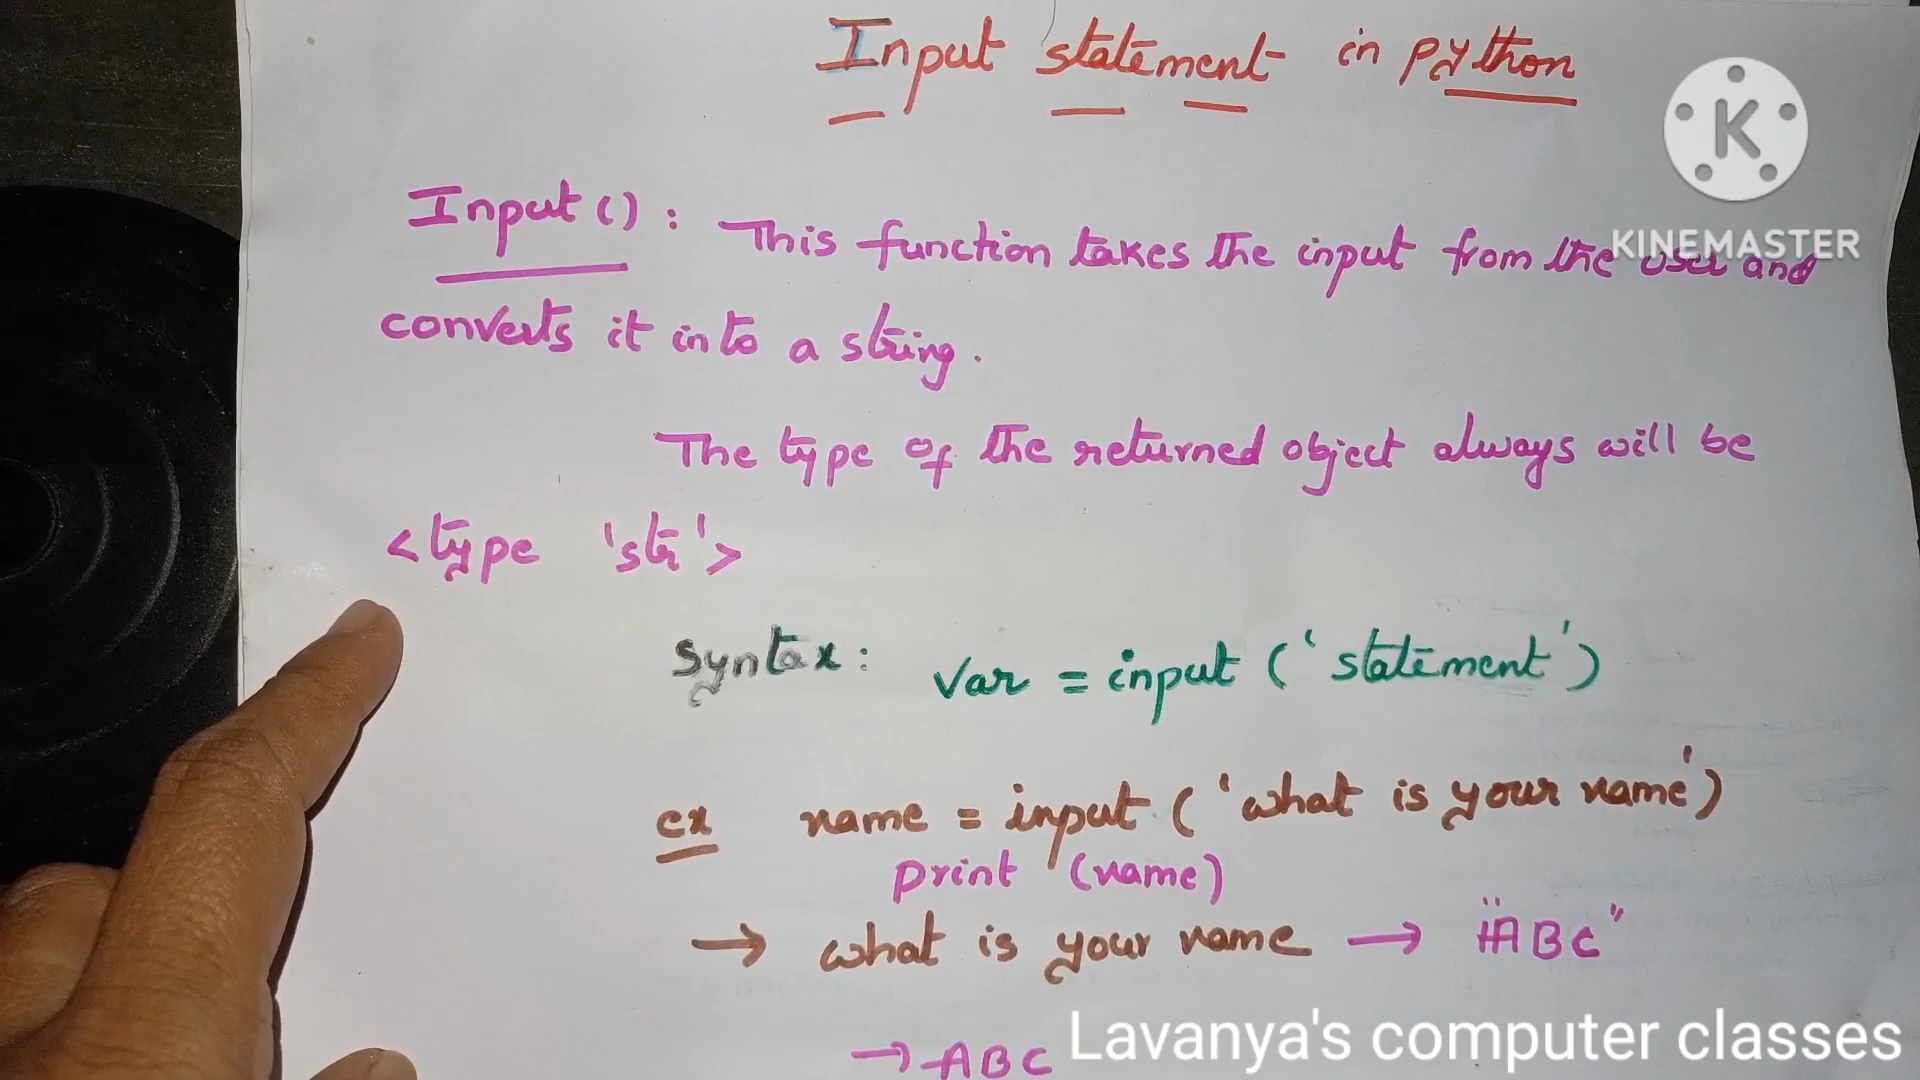 Input statement in python
K
KINEMASTER
Input() : This function takes the input from the user and
converts it into a string.
The type of the returned object always will be
<type 'str'>
Syntax: Var = input ('statement')
ex name = input ('what is your name')
print (name)
→ what is your name → "ABC"
→ ABC
Lavanya's computer classes